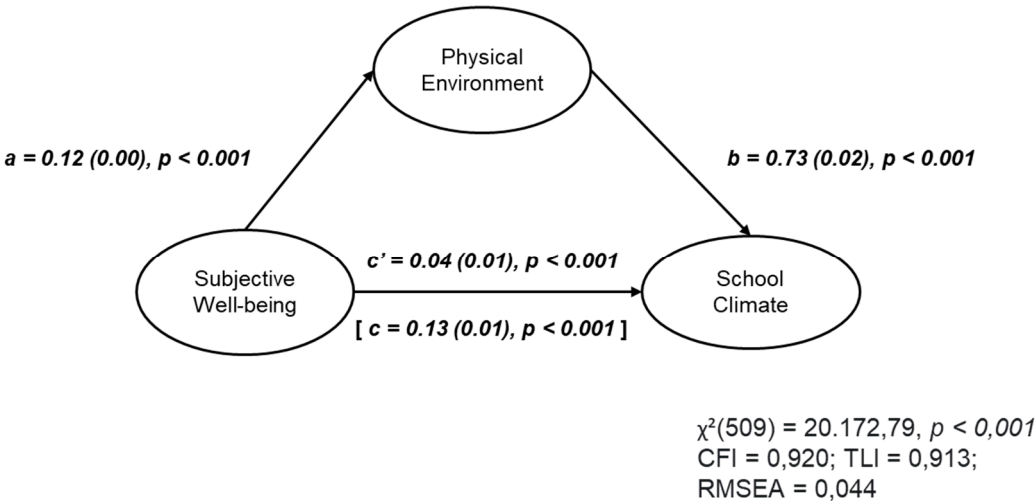 Physical
Environment
a = 0.12 (0.00), p < 0.001
b = 0.73 (0.02), p < 0.001
Subjective
Well-being
c’ = 0.04 (0.01), p < 0.001
[ c = 0.13 (0.01), p < 0.001 ]
School
Climate
χ²(509) = 20.172,79, p < 0,001
CFI = 0,920; TLI = 0,913;
RMSEA = 0,044